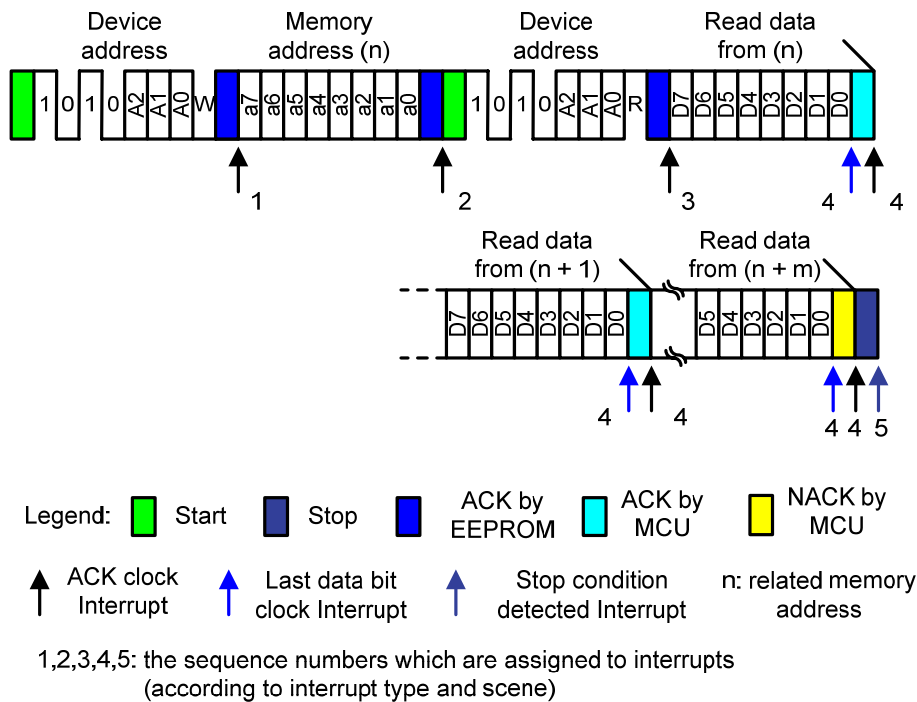 Device address
Memory address (n)
Device address
Read data from (n)
1 0 1 0 A2 A1 A0 W a7 a6 a5 a4 a3 a2 a1 a0 1 0 1 0 A2 A1 A0 R D7 D6 D5 D4 D3 D2 D1 D0
1 2 3 4 4
Read data from (n + 1)
Read data from (n + m)
D7 D6 D5 D4 D3 D2 D1 D0 D5 D4 D3 D2 D1 D0
4 4 4 4 5
Legend: Start Stop ACK by EEPROM ACK by MCU NACK by MCU
ACK clock Interrupt
Last data bit clock Interrupt
Stop condition detected Interrupt
n: related memory address
1,2,3,4,5: the sequence numbers which are assigned to interrupts
(according to interrupt type and scene)